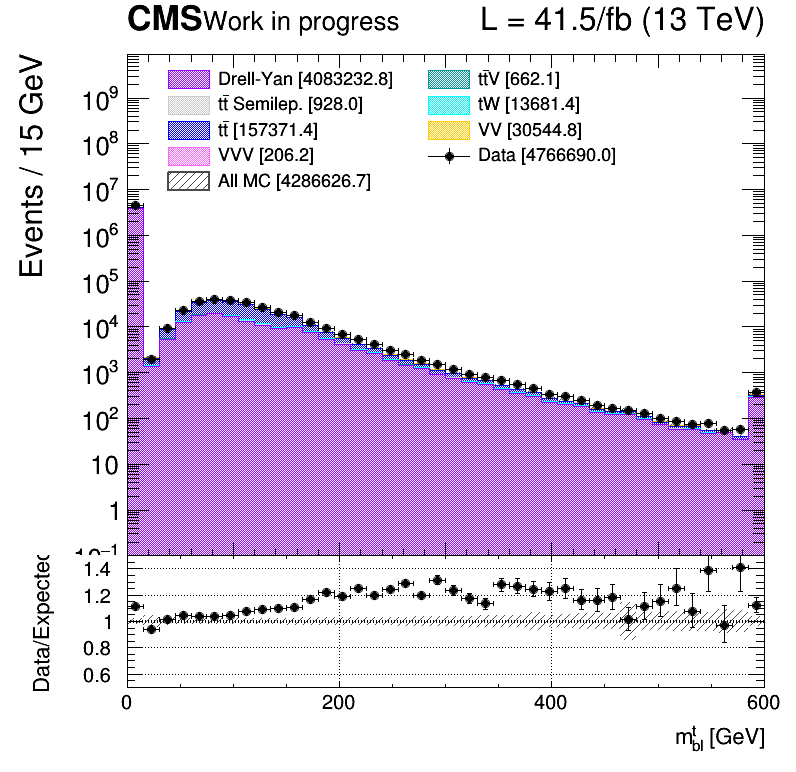 CMS Work in progress L = 41.5/fb (13 TeV)
Events / 15 GeV
Drell-Yan [4083232.8] tt̄V [662.1]
tt̄ Semilep. [928.0] tW [13681.4]
tt̄ [157371.4] VV [30544.8]
VVV [206.2] Data [4766690.0]
All MC [4286626.7]
10⁹
10⁸
10⁷
10⁶
10⁵
10⁴
10³
10²
10
1
10⁻¹
Data/Expected
1.4
1.2
1
0.8
0.6
0 200 400 600
mᵗbl [GeV]